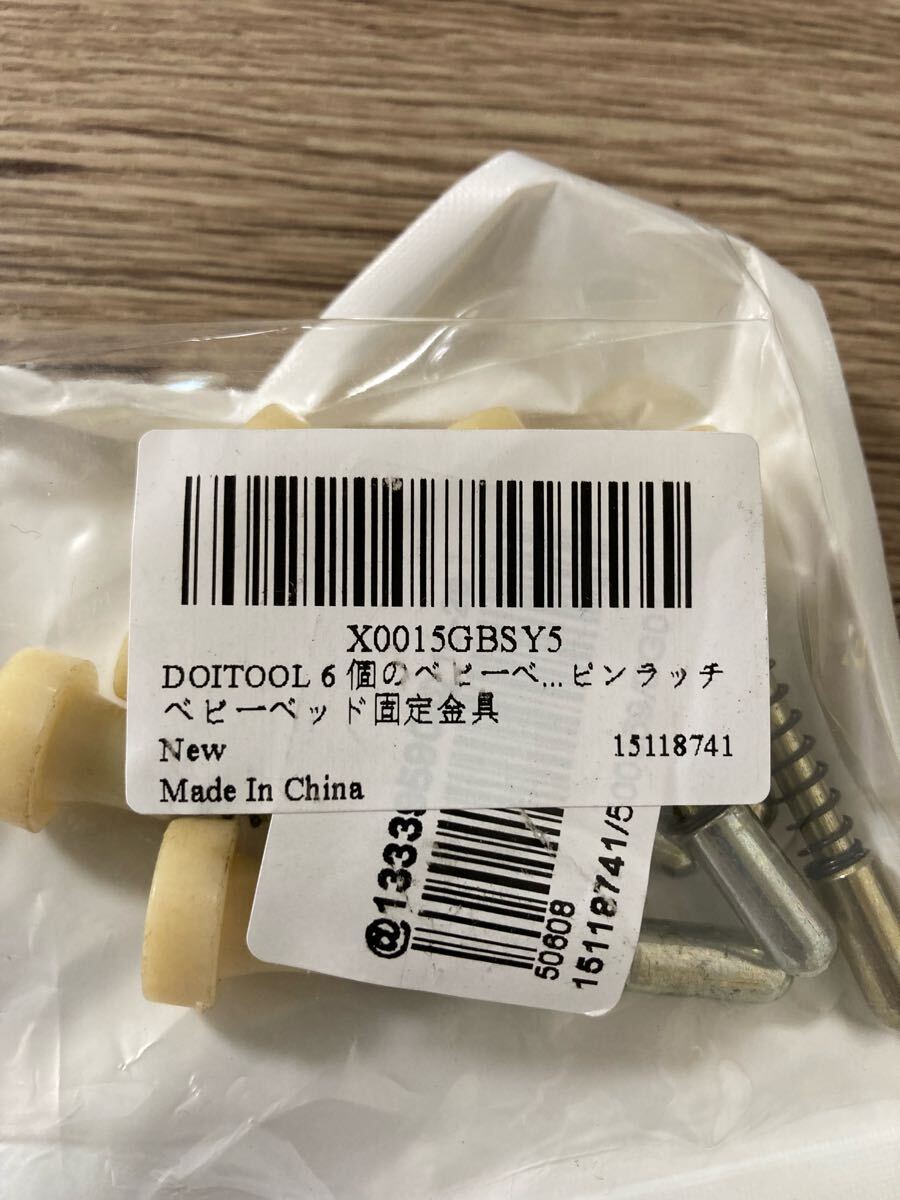 X0015GBSY5
DOITOOL 6 個のベビーベ...ピンラッチ
ベビーベッド固定金具
New 15118741
Made In China
@1333
50608
15118741/5